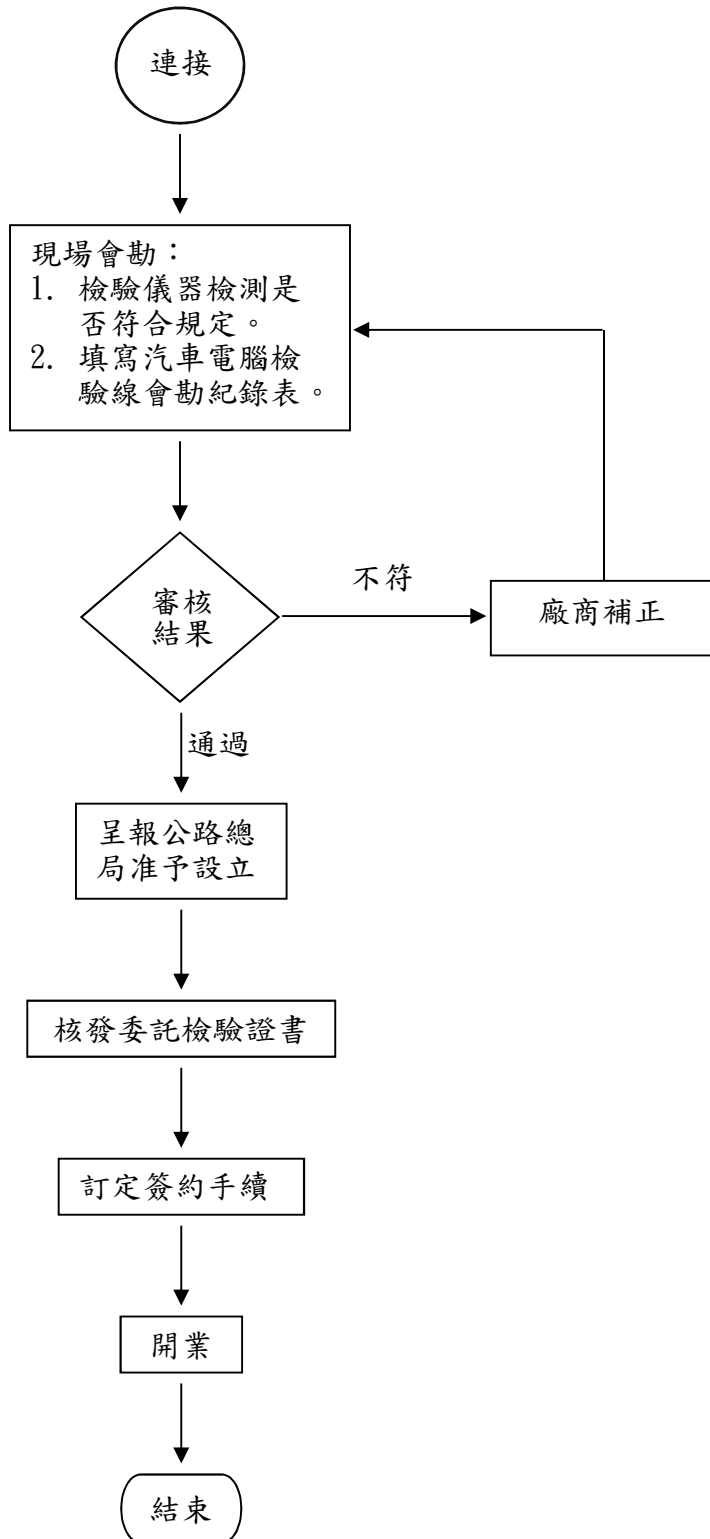 連接
現場會勘：
1. 檢驗儀器檢測是
否符合規定。
2. 填寫汽車電腦檢
驗線會勘紀錄表。
審核
結果
不符
廠商補正
通過
呈報公路總
局准予設立
核發委託檢驗證書
訂定簽約手續
開業
結束